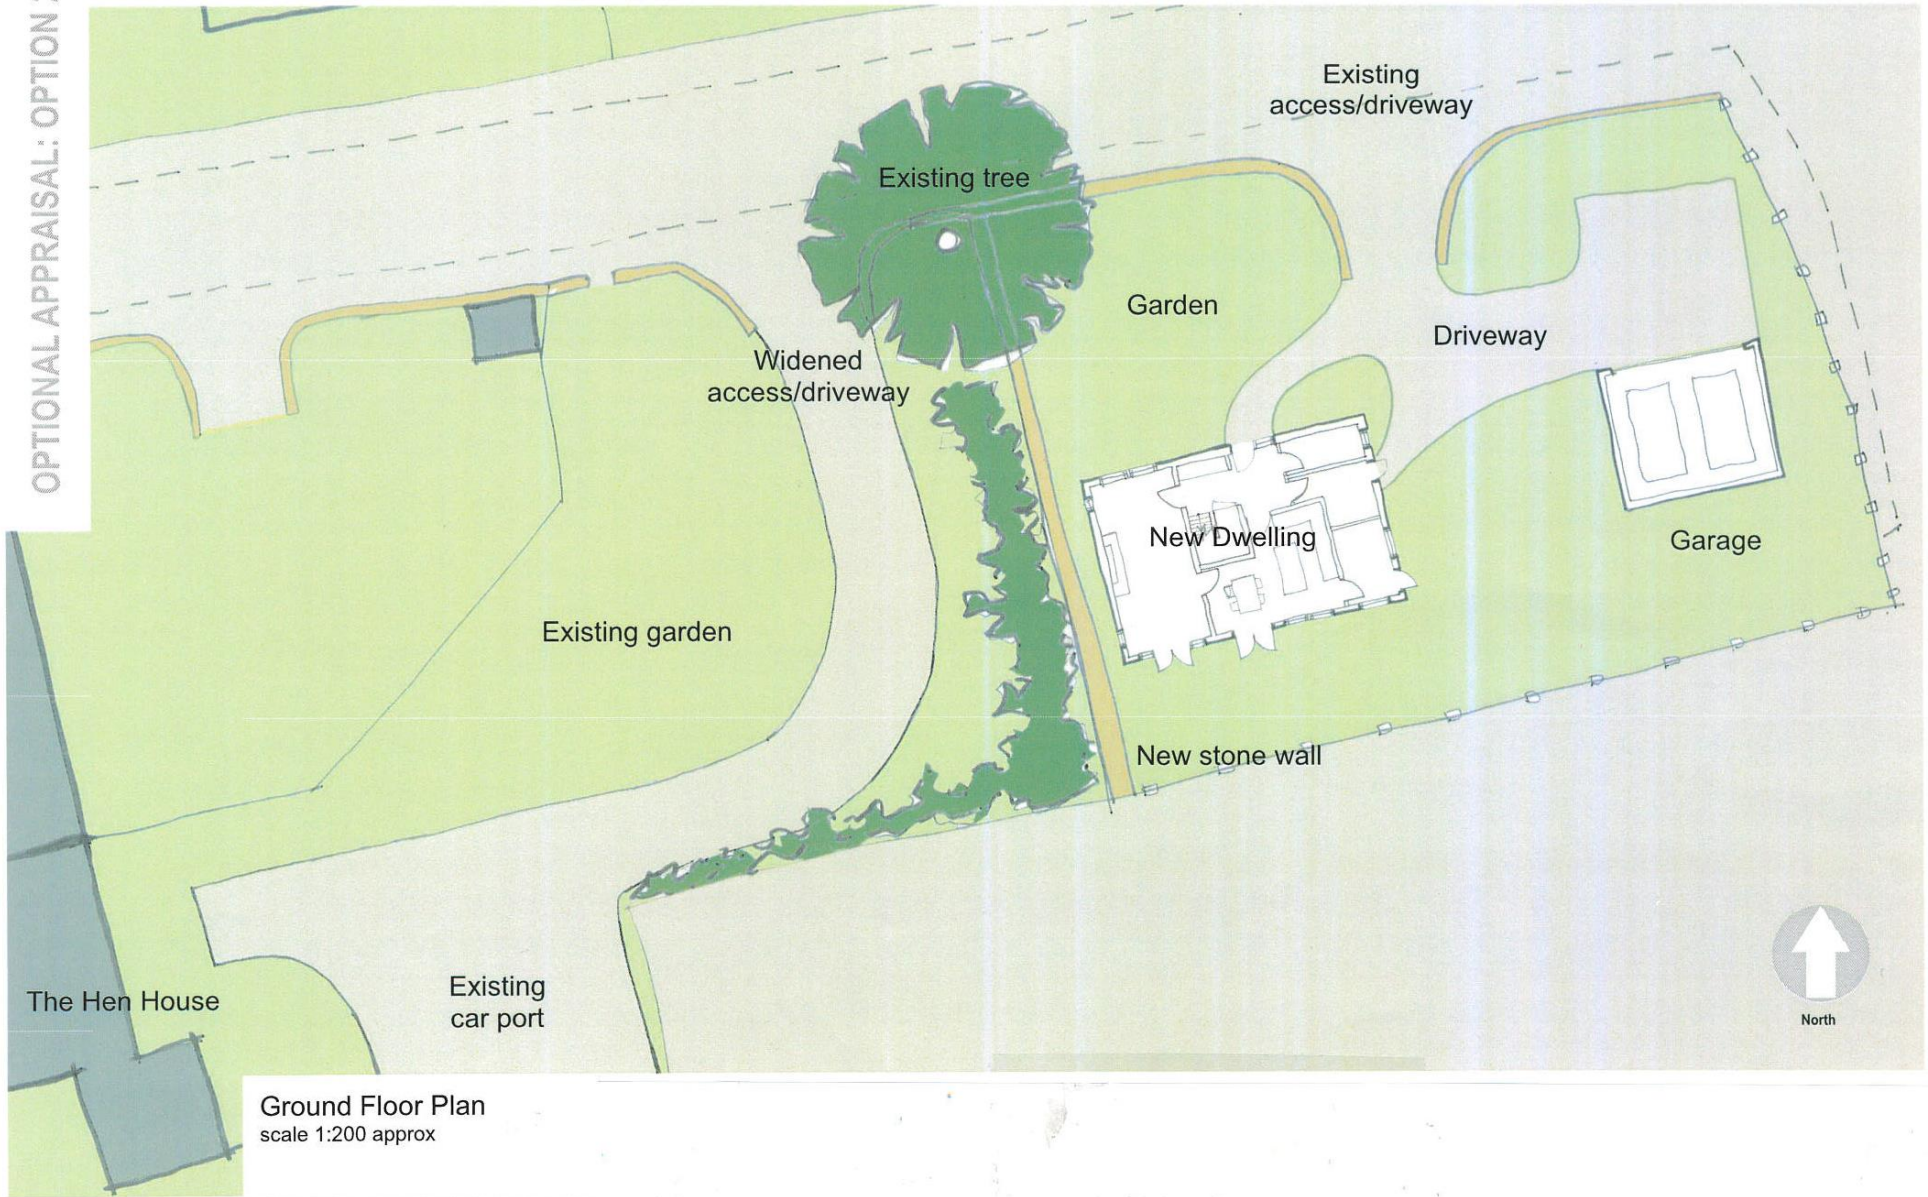 OPTIONAL APPRAISAL: OPTION
Existing
access/driveway
Existing tree
Garden
Driveway
Widened
access/driveway
New Dwelling
Garage
Existing garden
New stone wall
The Hen House
Existing
car port
North
Ground Floor Plan
scale 1:200 approx